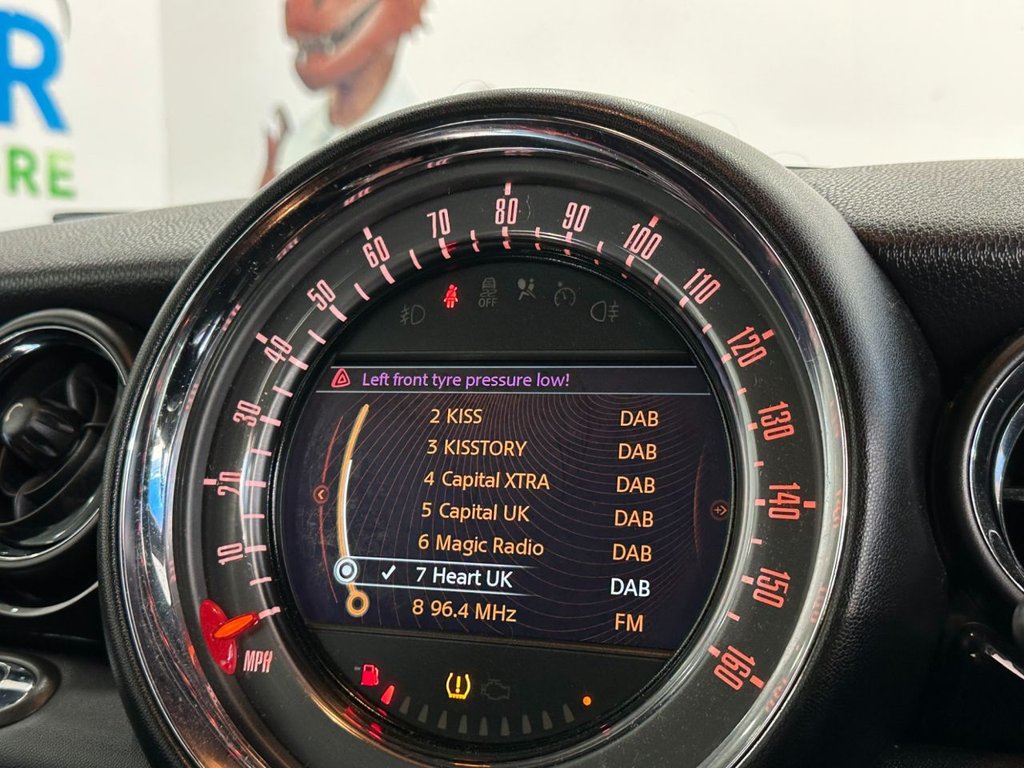 R
RE
80
70
90
60
100
50
110
40
120
30
130
20
140
10
150
160
MPH
OFF
Left front tyre pressure low!
2 KISS DAB
3 KISSTORY DAB
4 Capital XTRA DAB
5 Capital UK DAB
6 Magic Radio DAB
✓ 7 Heart UK DAB
8 96.4 MHz FM